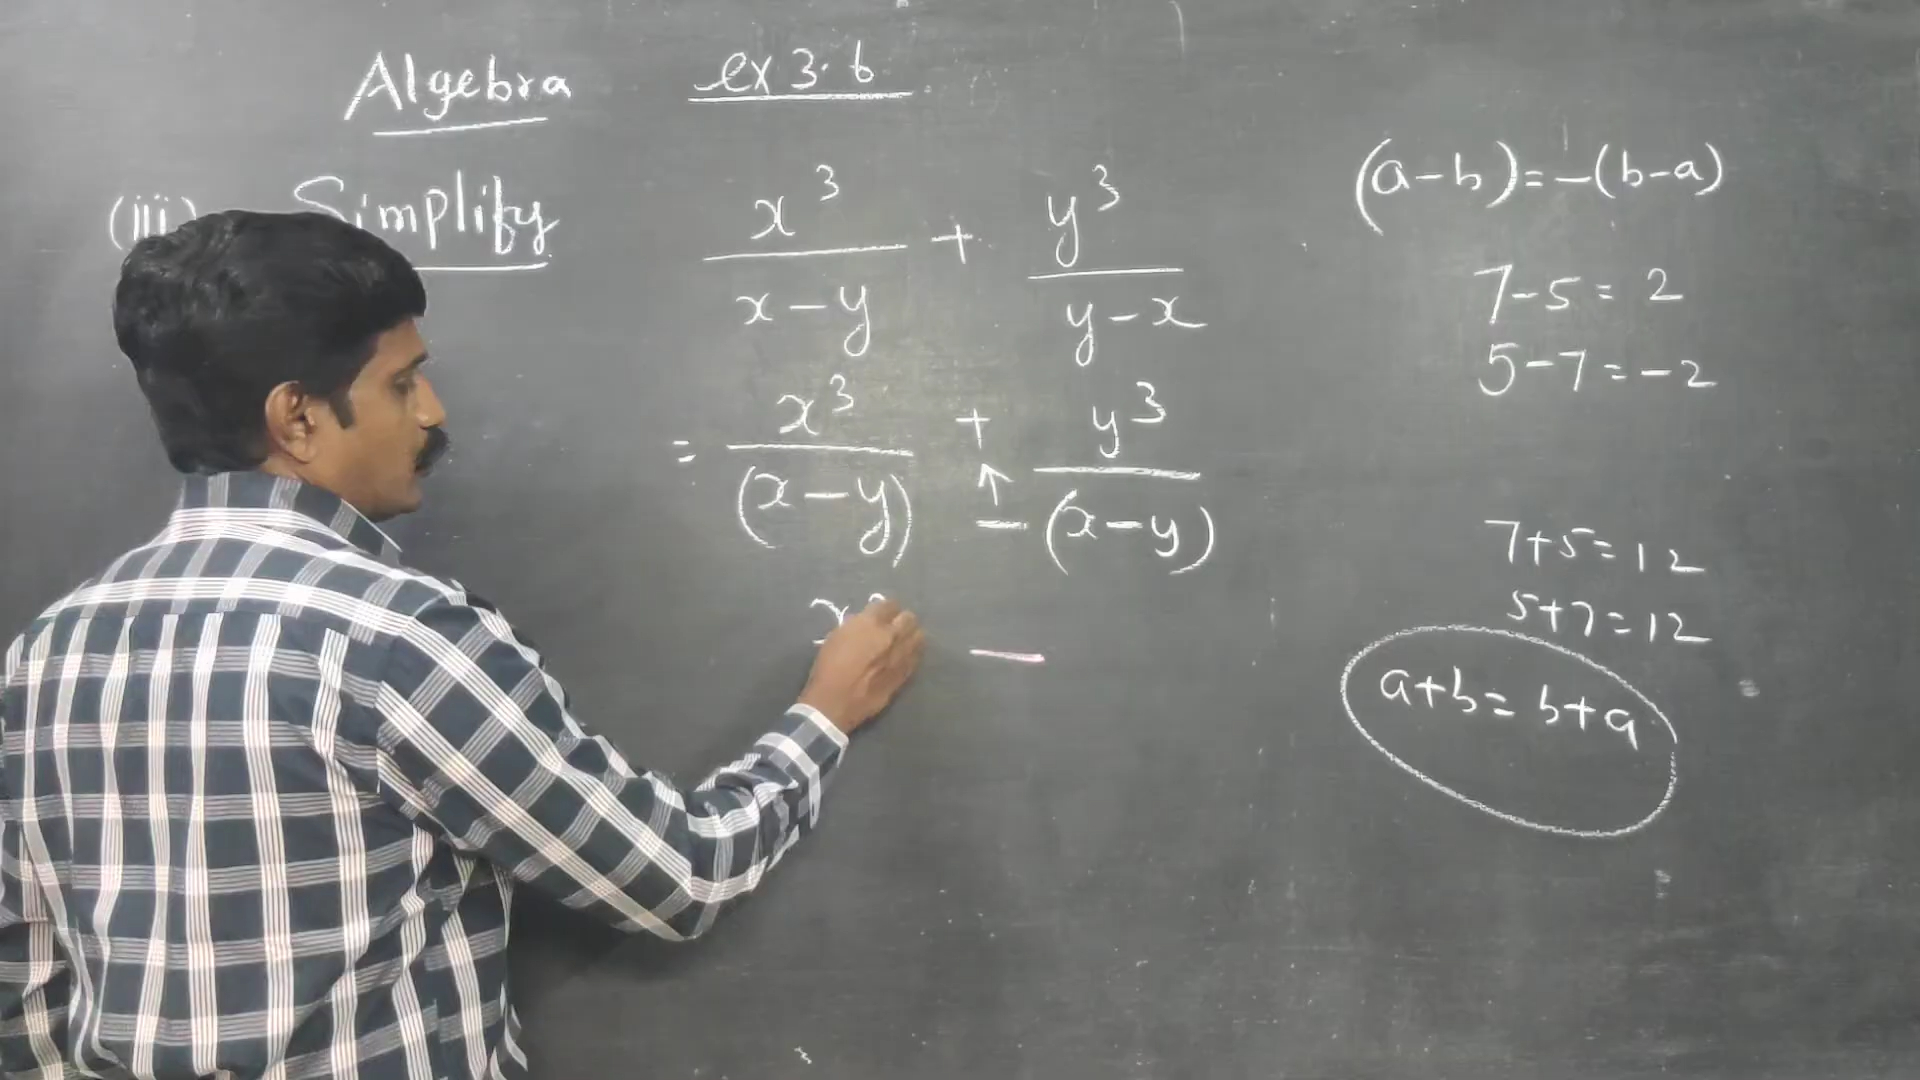 Algebra ex 3.6
(iii) Simplify x³/x-y + y³/y-x
= x³/(x-y) + y³/-(x-y)
x³ -
(a-b)=-(b-a)
7-5= 2
5-7=-2
7+5=12
5+7=12
a+b= b+a